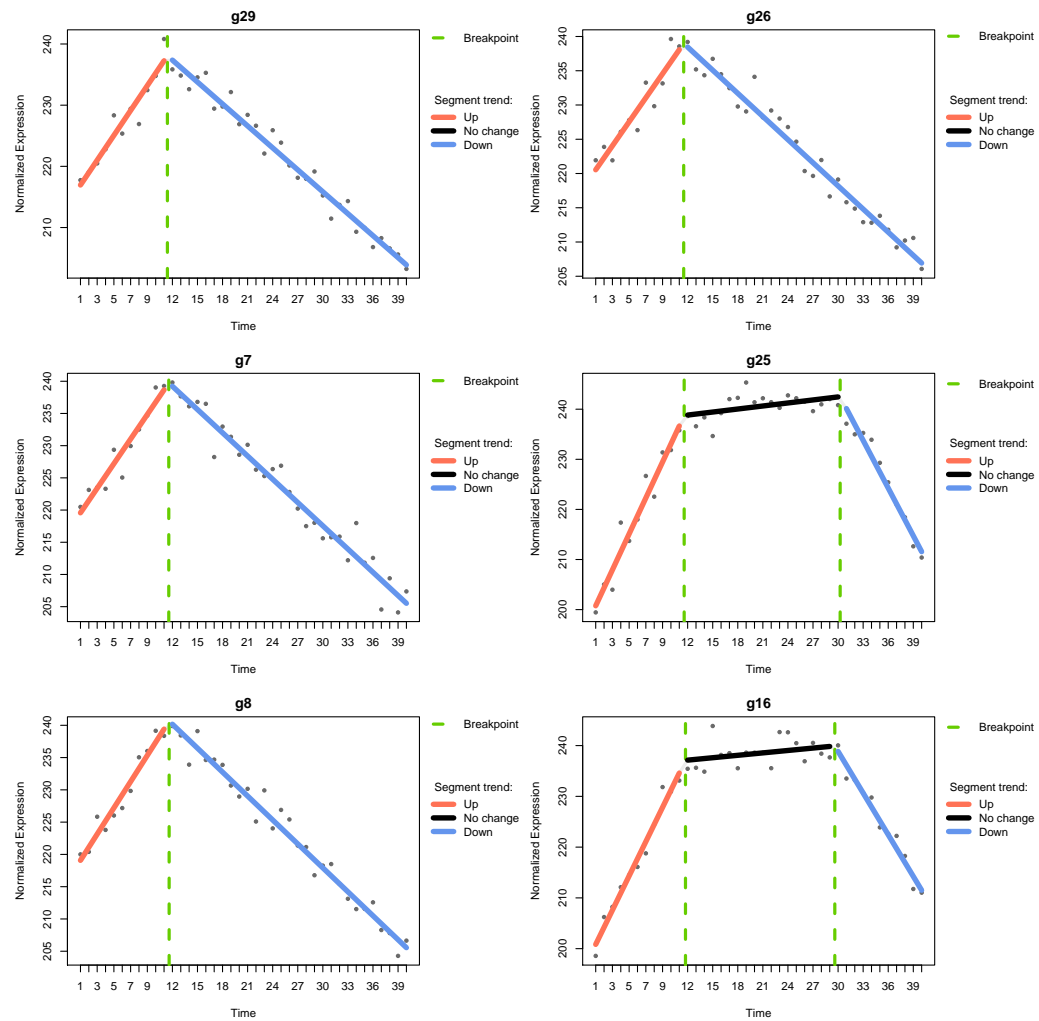 g29
Normalized Expression
240
230
220
210
1 3 5 7 9 12 15 18 21 24 27 30 33 36 39
Time
Breakpoint
Segment trend:
Up
No change
Down
g26
Normalized Expression
240
235
230
225
220
215
210
205
1 3 5 7 9 12 15 18 21 24 27 30 33 36 39
Time
Breakpoint
Segment trend:
Up
No change
Down
g7
Normalized Expression
240
235
230
225
220
215
210
205
1 3 5 7 9 12 15 18 21 24 27 30 33 36 39
Time
Breakpoint
Segment trend:
Up
No change
Down
g25
Normalized Expression
240
230
220
210
200
1 3 5 7 9 12 15 18 21 24 27 30 33 36 39
Time
Breakpoint
Segment trend:
Up
No change
Down
g8
Normalized Expression
240
235
230
225
220
215
210
205
1 3 5 7 9 12 15 18 21 24 27 30 33 36 39
Time
Breakpoint
Segment trend:
Up
No change
Down
g16
Normalized Expression
240
230
220
210
200
1 3 5 7 9 12 15 18 21 24 27 30 33 36 39
Time
Breakpoint
Segment trend:
Up
No change
Down